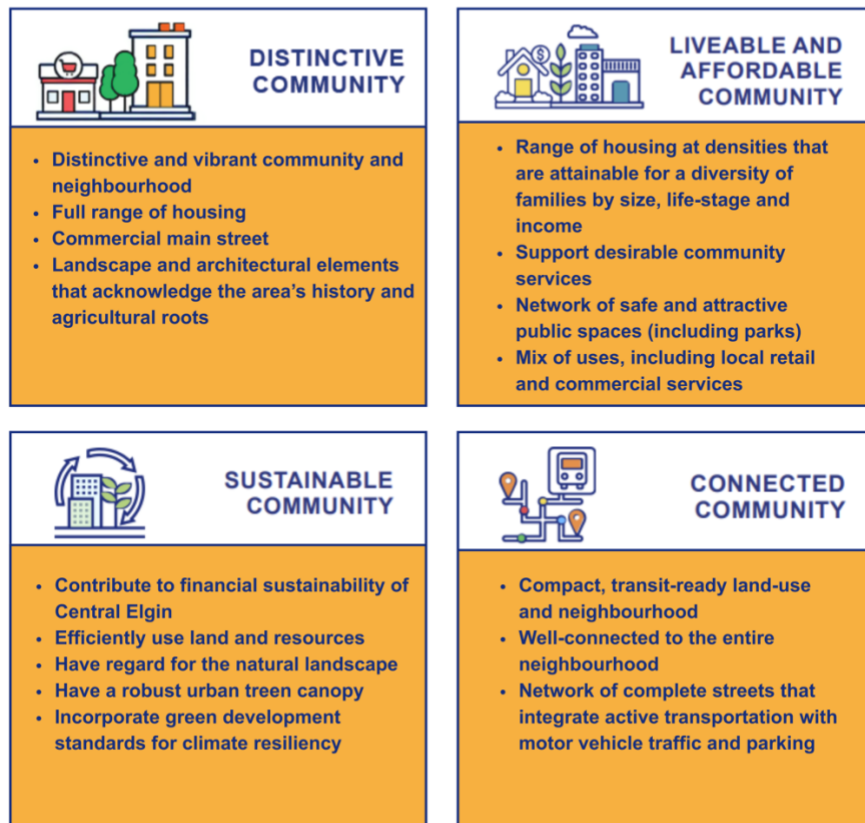 DISTINCTIVE
COMMUNITY
• Distinctive and vibrant community and
neighbourhood
• Full range of housing
• Commercial main street
• Landscape and architectural elements
that acknowledge the area's history and
agricultural roots
LIVEABLE AND
AFFORDABLE
COMMUNITY
• Range of housing at densities that
are attainable for a diversity of
families by size, life-stage and
income
• Support desirable community
services
• Network of safe and attractive
public spaces (including parks)
• Mix of uses, including local retail
and commercial services
SUSTAINABLE
COMMUNITY
• Contribute to financial sustainability of
Central Elgin
• Efficiently use land and resources
• Have regard for the natural landscape
• Have a robust urban treen canopy
• Incorporate green development
standards for climate resiliency
CONNECTED
COMMUNITY
• Compact, transit-ready land-use
and neighbourhood
• Well-connected to the entire
neighbourhood
• Network of complete streets that
integrate active transportation with
motor vehicle traffic and parking